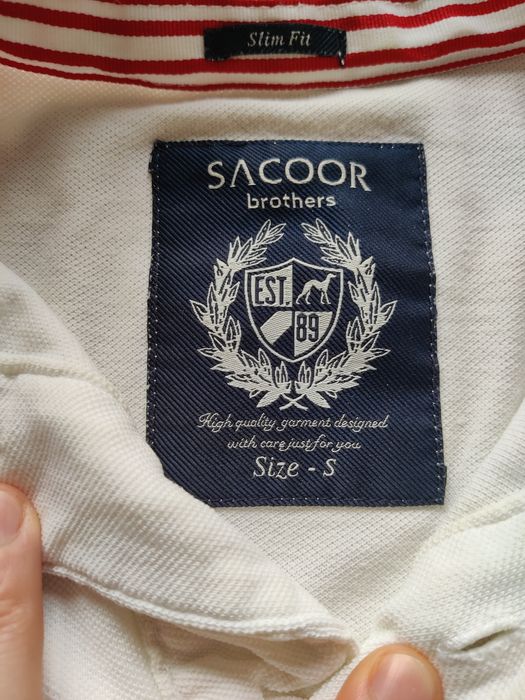 Slim Fit
SACOOR
brothers
EST.
89
High quality garment designed
with care just for you
Size - S